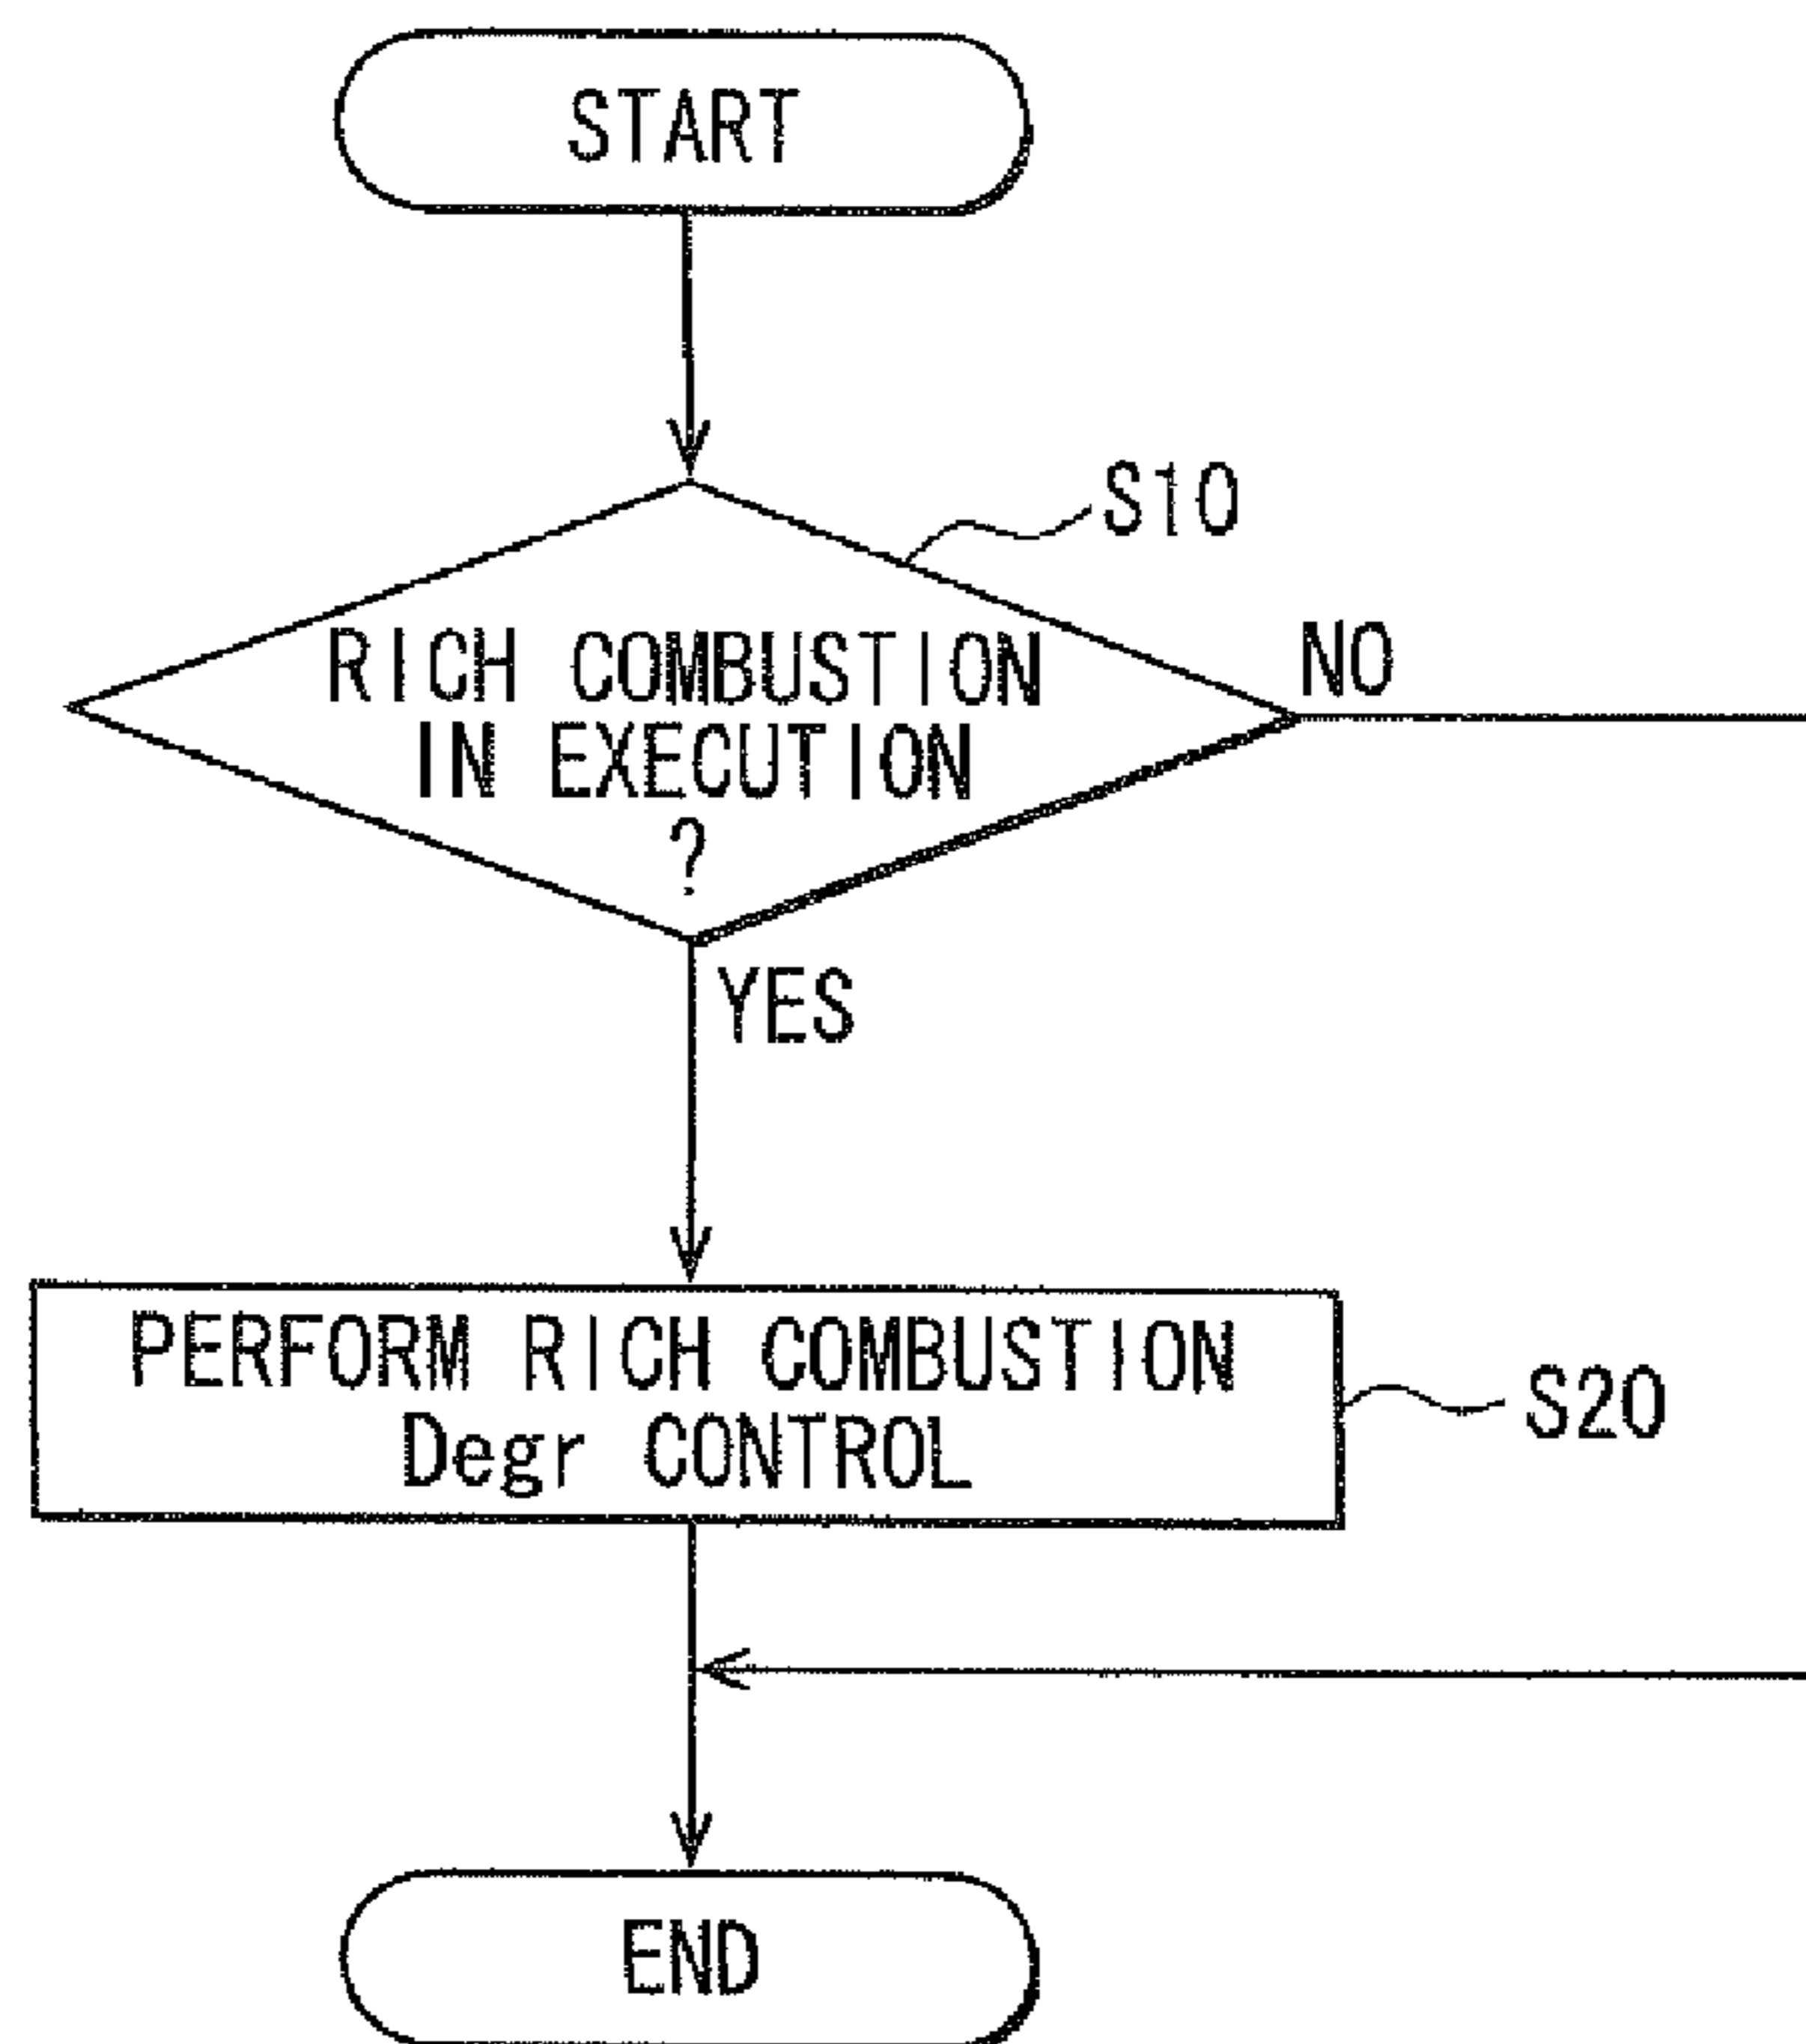 START
S10
RICH COMBUSTION
IN EXECUTION
?
NO
YES
PERFORM RICH COMBUSTION
Degr CONTROL
S20
END